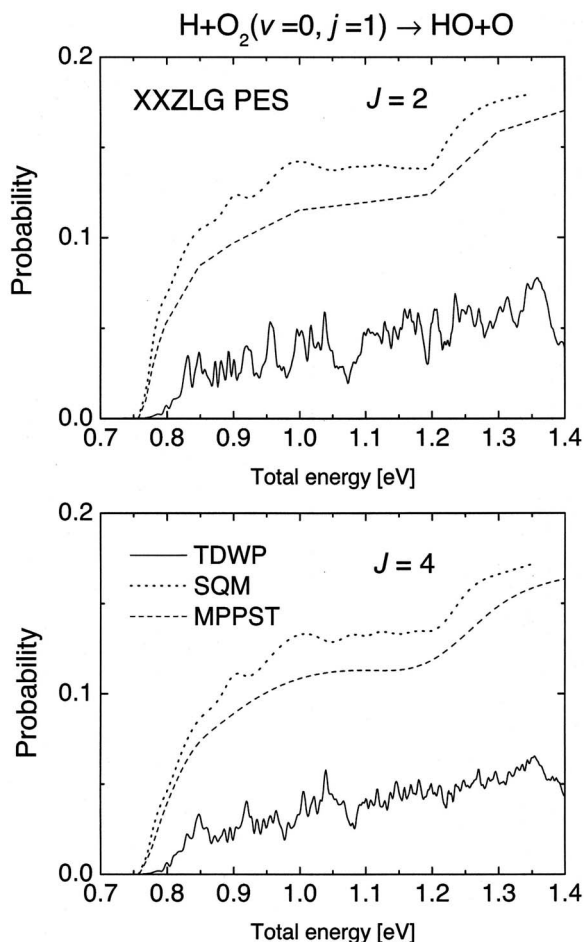 H+O₂(v =0, j =1) → HO+O
XXZLG PES
J = 2
Probability
0.2
0.1
0.0
0.7 0.8 0.9 1.0 1.1 1.2 1.3 1.4
Total energy [eV]
TDWP
SQM
MPPST
J = 4
Probability
0.2
0.1
0.0
0.7 0.8 0.9 1.0 1.1 1.2 1.3 1.4
Total energy [eV]